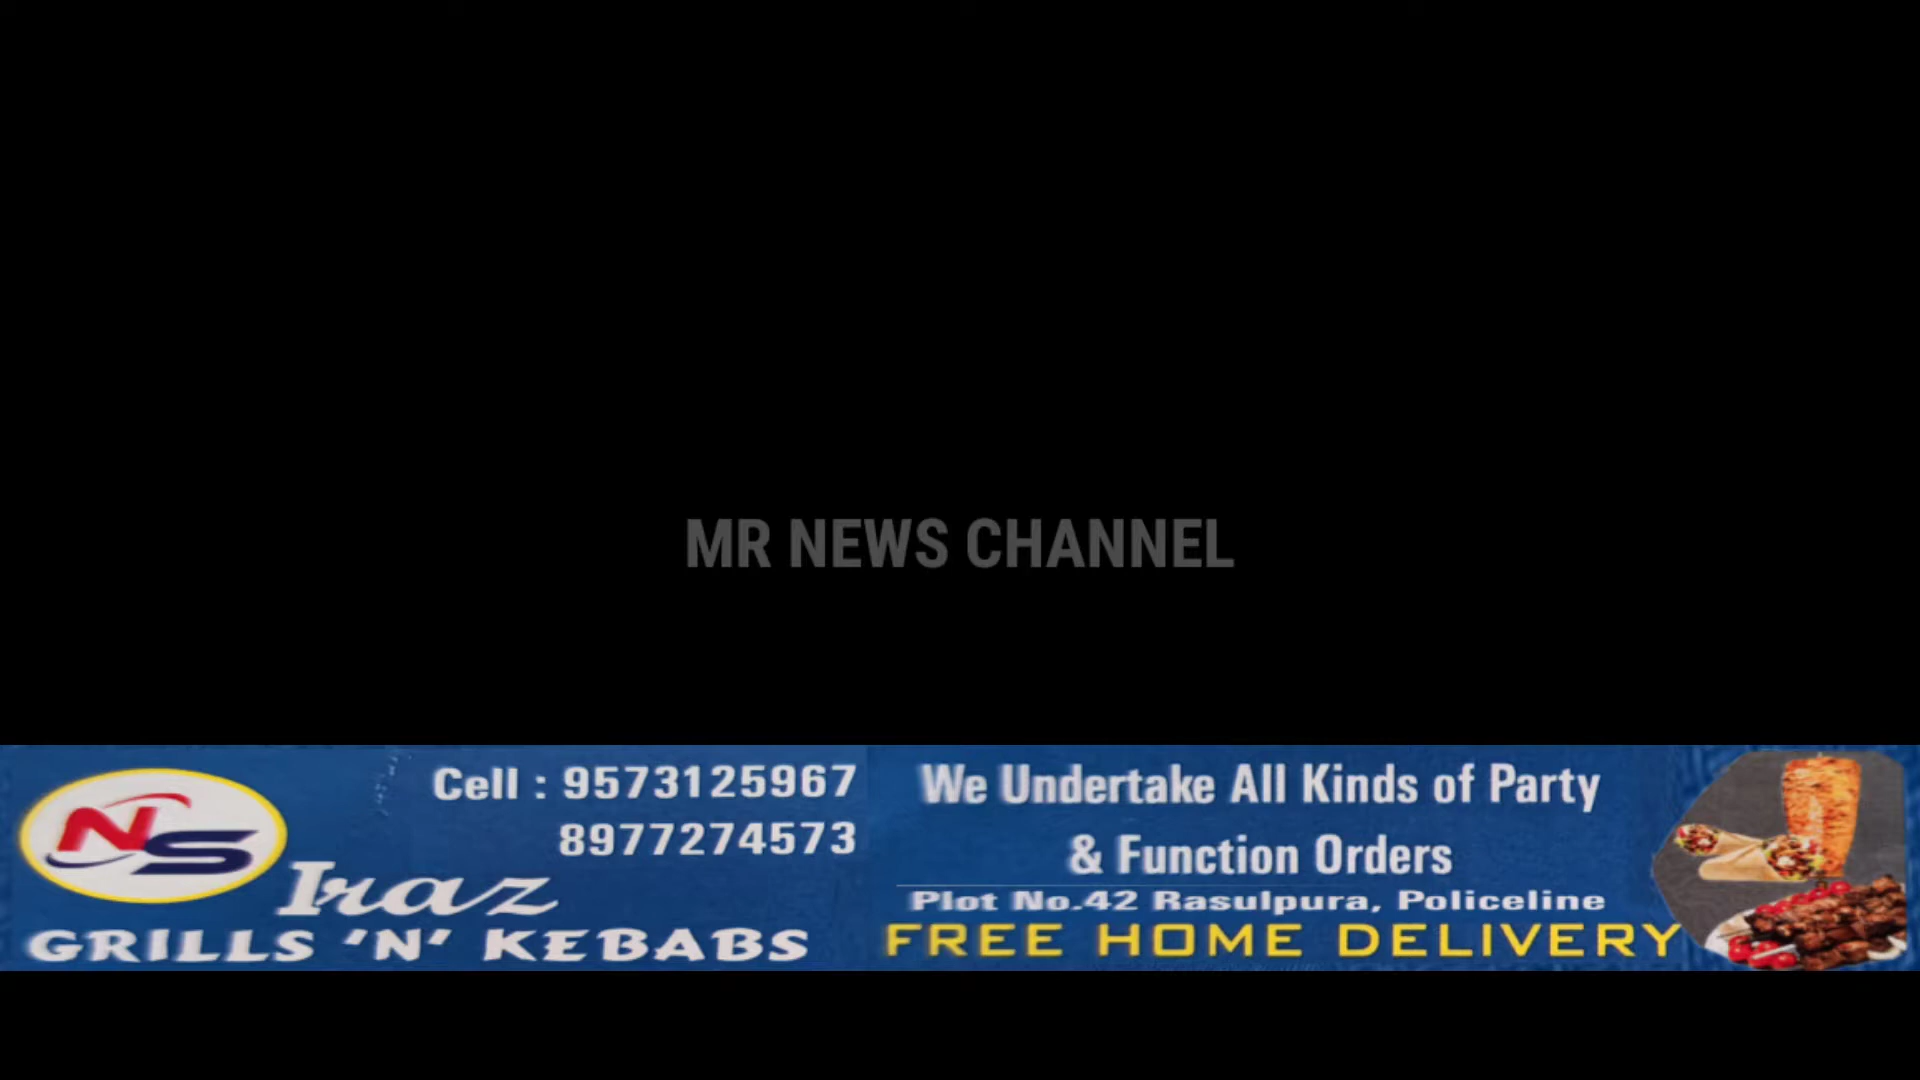 MR NEWS CHANNEL
NS
Iraz
GRILLS 'N' KEBABS
Cell : 9573125967
8977274573
We Undertake All Kinds of Party
& Function Orders
Plot No.42 Rasulpura, Policeline
FREE HOME DELIVERY